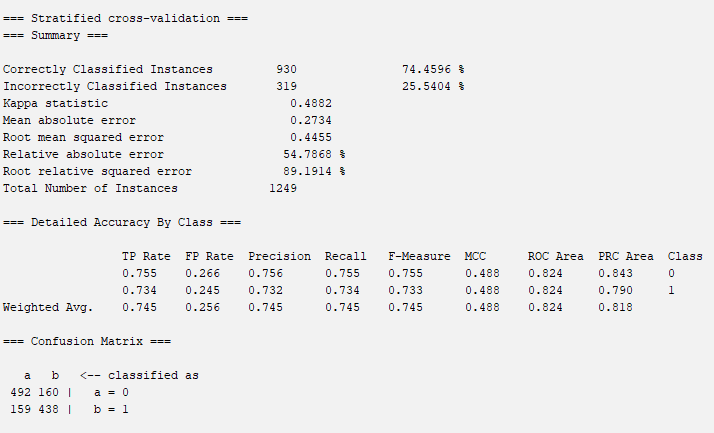 === Stratified cross-validation ===
=== Summary ===
Correctly Classified Instances 930 74.4596 %
Incorrectly Classified Instances 319 25.5404 %
Kappa statistic 0.4882
Mean absolute error 0.2734
Root mean squared error 0.4455
Relative absolute error 54.7868 %
Root relative squared error 89.1914 %
Total Number of Instances 1249
=== Detailed Accuracy By Class ===
TP Rate FP Rate Precision Recall F-Measure MCC ROC Area PRC Area Class
0.755 0.266 0.756 0.755 0.755 0.488 0.824 0.843 0
0.734 0.245 0.732 0.734 0.733 0.488 0.824 0.790 1
Weighted Avg. 0.745 0.256 0.745 0.745 0.745 0.488 0.824 0.818
=== Confusion Matrix ===
a b <-- classified as
492 160 | a = 0
159 438 | b = 1